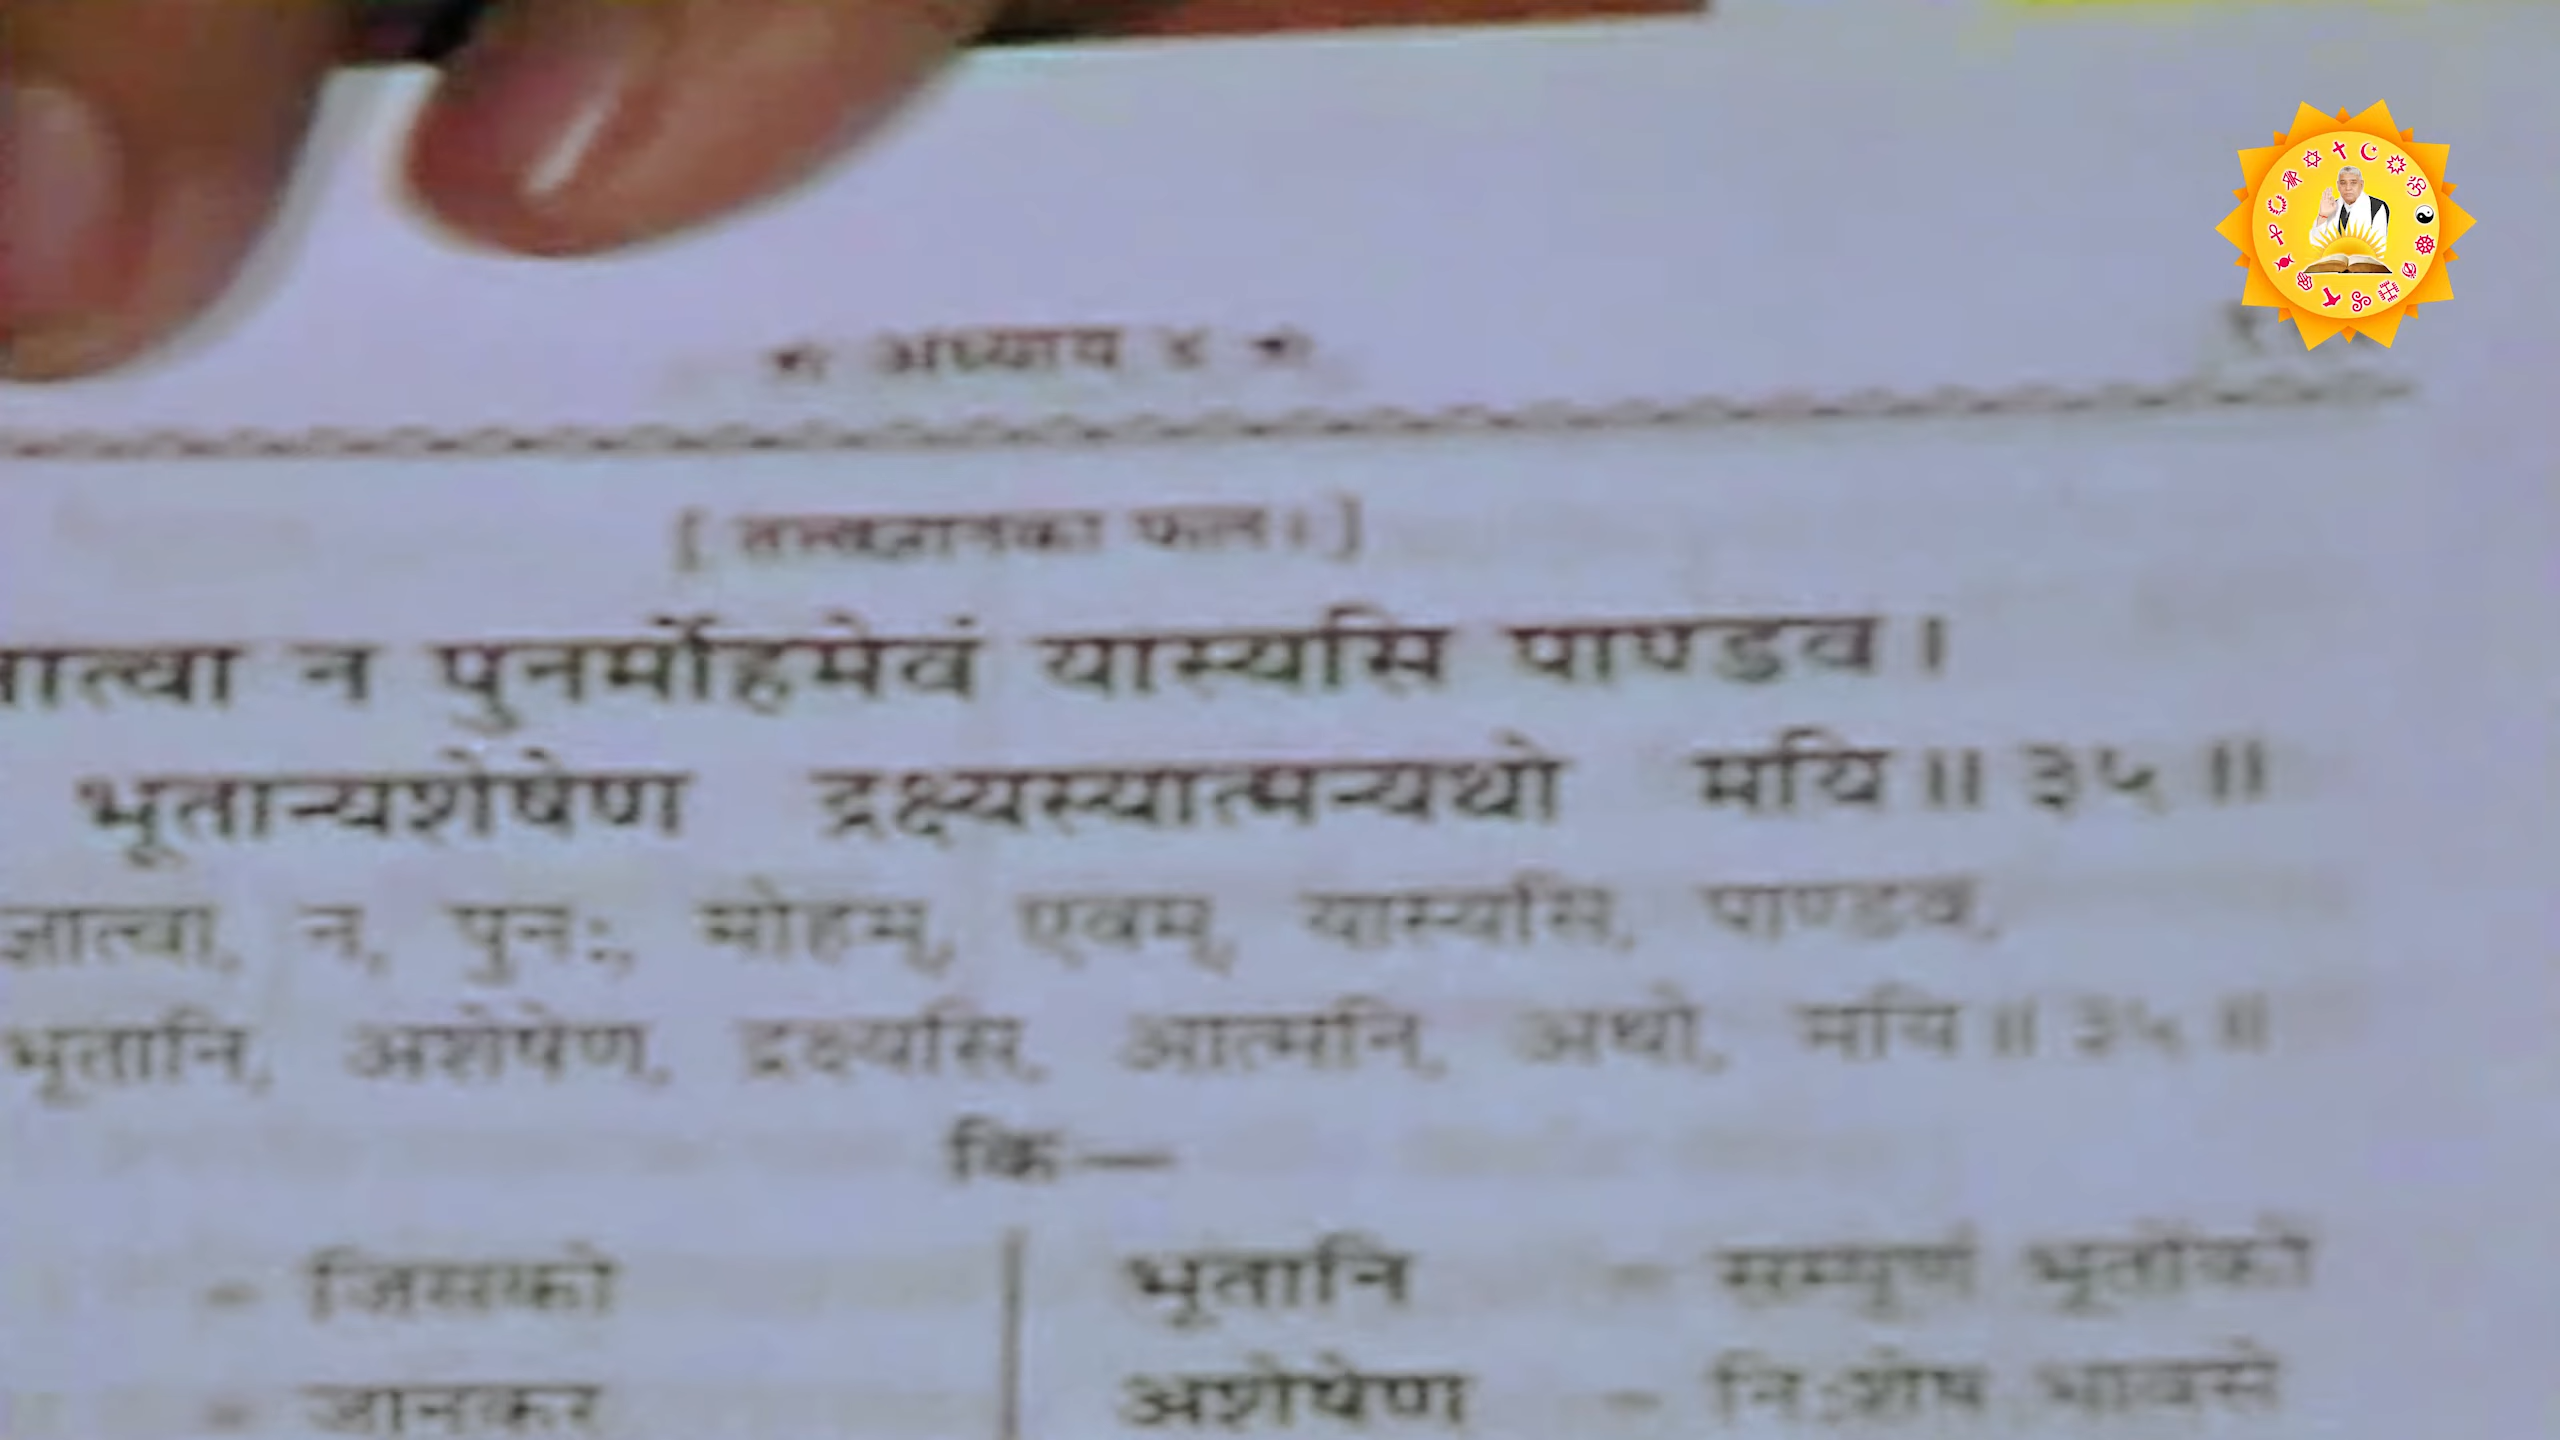 * अध्याय ४ *
[ तत्त्वज्ञानका फल। ]
न पुनर्मोहमेवं यास्यसि पाण्डव।
भूतान्यशेषेण द्रक्ष्यस्यात्मन्यथो मयि॥ ३५ ॥
ज्ञात्वा, न, पुनः, मोहम्, एवम्, यास्यसि, पाण्डव,
भूतानि, अशेषेण, द्रक्ष्यसि, आत्मनि, अथो, मयि॥ ३५ ॥
कि—
= जिसको
= जानकर
भूतानि = सम्पूर्ण भूतोंको
अशेषेण = निःशेष भावसे